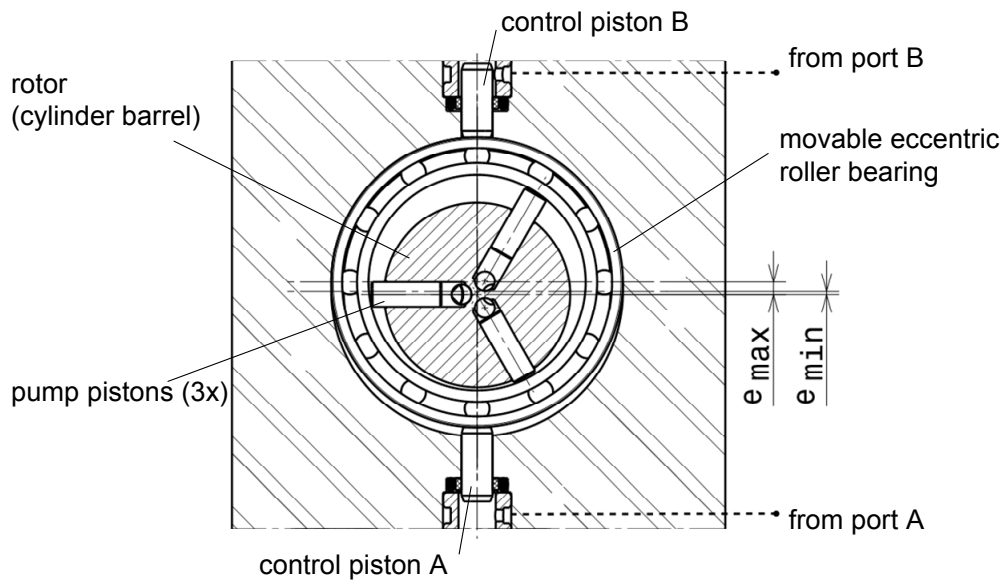 control piston B
from port B
rotor
(cylinder barrel)
movable eccentric
roller bearing
pump pistons (3x)
e max
e min
from port A
control piston A